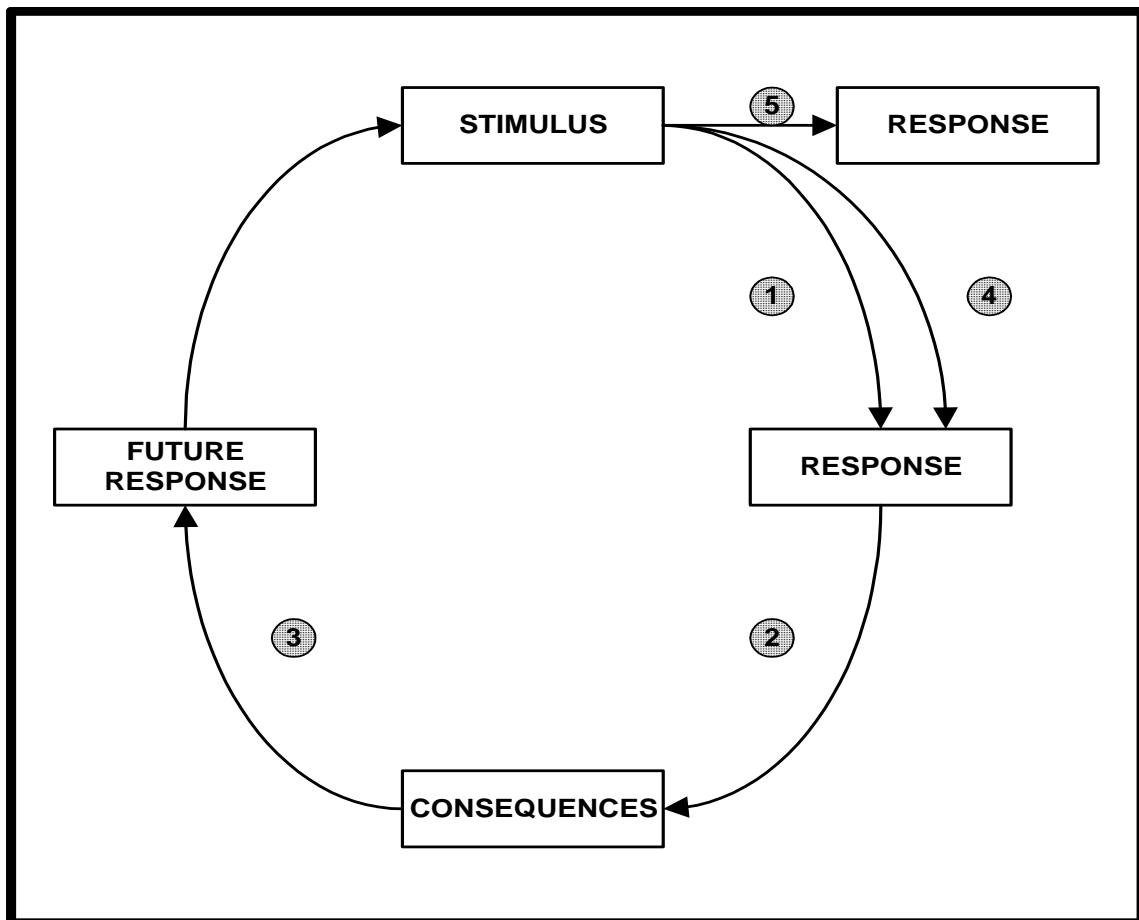 STIMULUS
5
RESPONSE
1
4
FUTURE
RESPONSE
RESPONSE
3
2
CONSEQUENCES